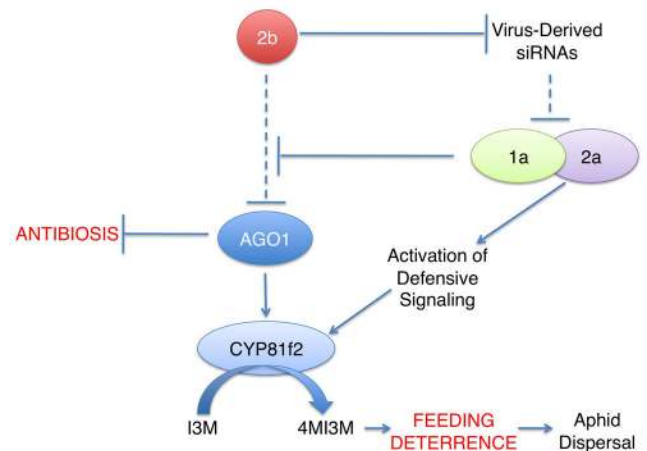 2b
Virus-Derived
siRNAs
1a
2a
ANTIBIOSIS
AGO1
Activation of
Defensive
Signaling
CYP81f2
I3M
4MI3M
FEEDING
DETERRENCE
Aphid
Dispersal